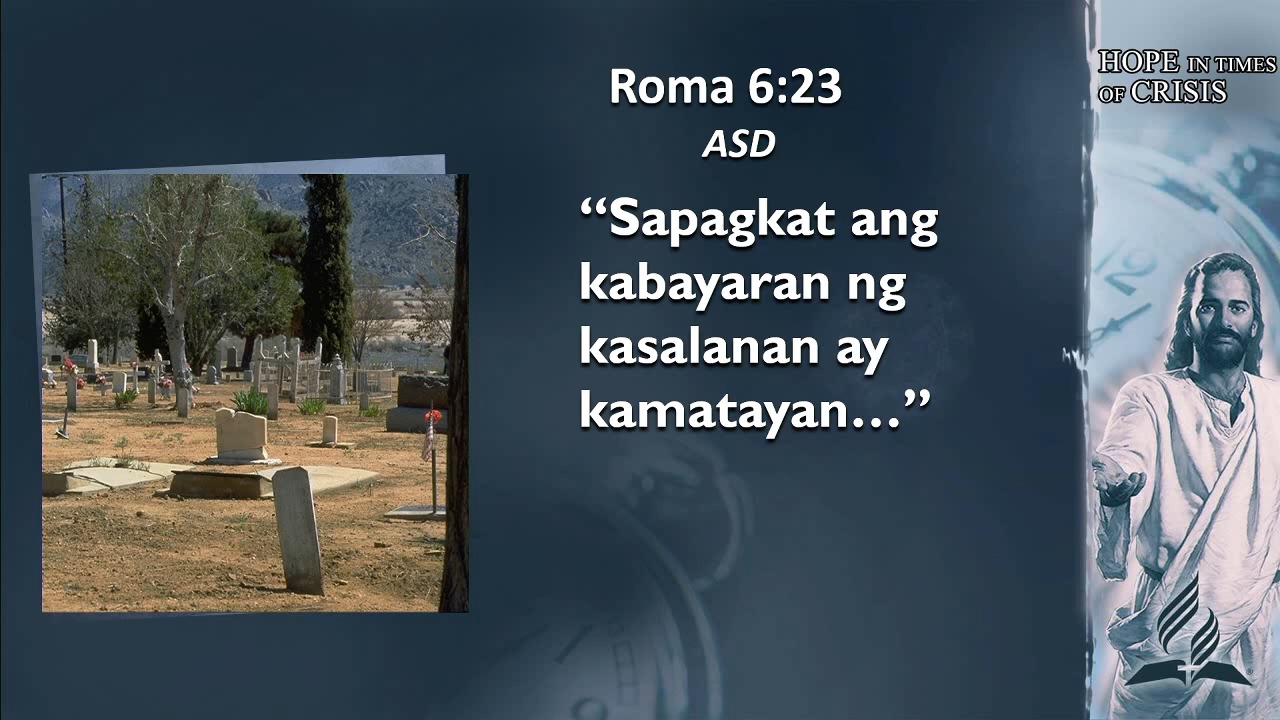 Roma 6:23
ASD
“Sapagkat ang
kabayaran ng
kasalanan ay
kamatayan…”
HOPE IN TIMES
OF CRISIS